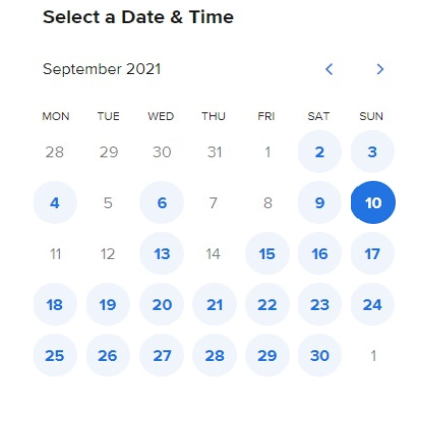 Select a Date & Time
September 2021
MON TUE WED THU FRI SAT SUN
28 29 30 31 1 2 3
4 5 6 7 8 9 10
11 12 13 14 15 16 17
18 19 20 21 22 23 24
25 26 27 28 29 30 1